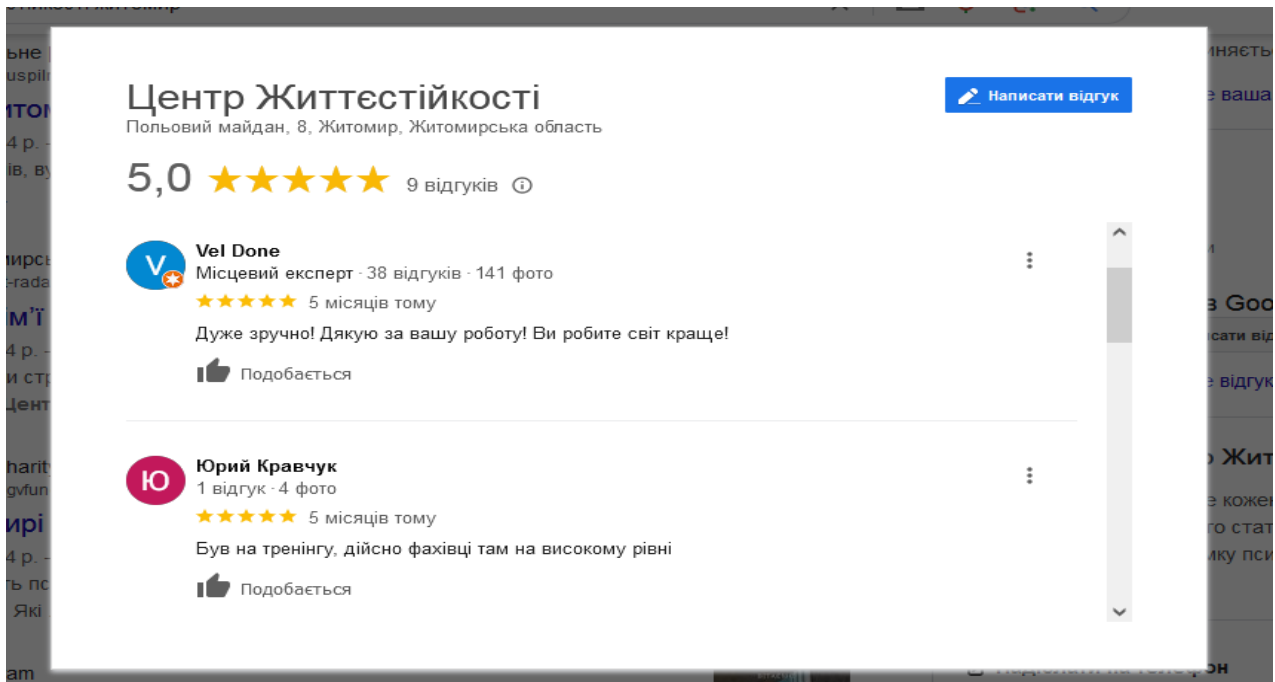 Центр Життєстійкості
Написати відгук
Польовий майдан, 8, Житомир, Житомирська область
5,0 9 відгуків
Vel Done
Місцевий експерт · 38 відгуків · 141 фото
5 місяців тому
Дуже зручно! Дякую за вашу роботу! Ви робите світ краще!
Подобається
Ю
Юрий Кравчук
1 відгук · 4 фото
5 місяців тому
Був на тренінгу, дійсно фахівці там на високому рівні
Подобається